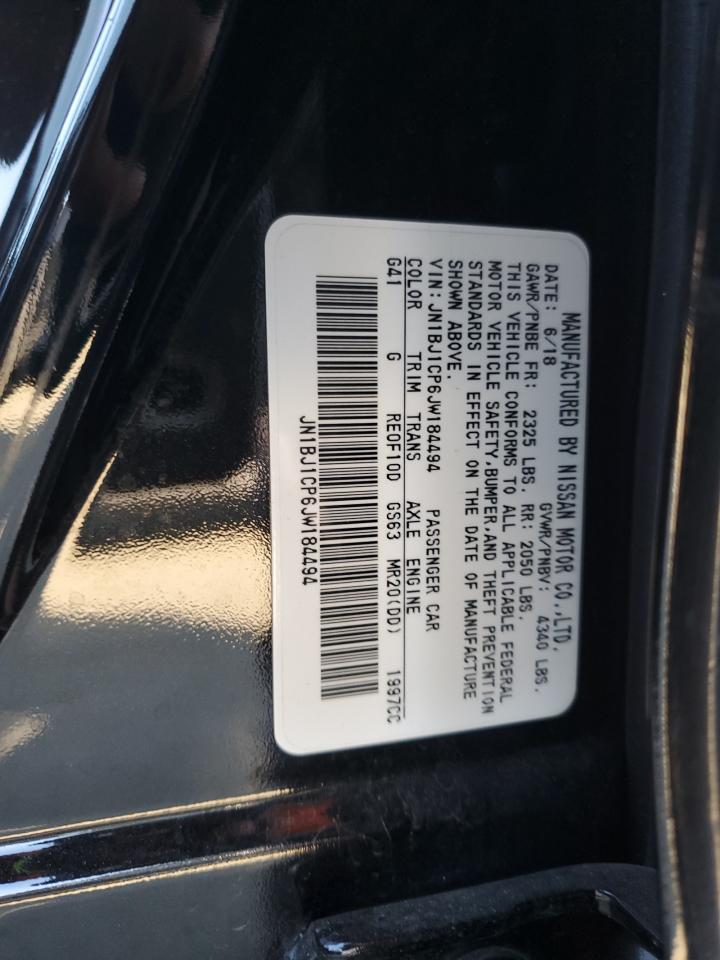 MANUFACTURED BY NISSAN MOTOR CO.,LTD.
DATE: 6/18 GVWR/PNBV: 4340 LBS.
GAWR/PNBE FR: 2325 LBS. RR: 2050 LBS.
THIS VEHICLE CONFORMS TO ALL APPLICABLE FEDERAL
MOTOR VEHICLE SAFETY,BUMPER,AND THEFT PREVENTION
STANDARDS IN EFFECT ON THE DATE OF MANUFACTURE
SHOWN ABOVE.
VIN:JN1BJ1CP6JW184494 PASSENGER CAR
COLOR TRIM TRANS AXLE ENGINE
G41 G RE0F10D GS63 MR20(DD) 1997CC
JN1BJ1CP6JW184494